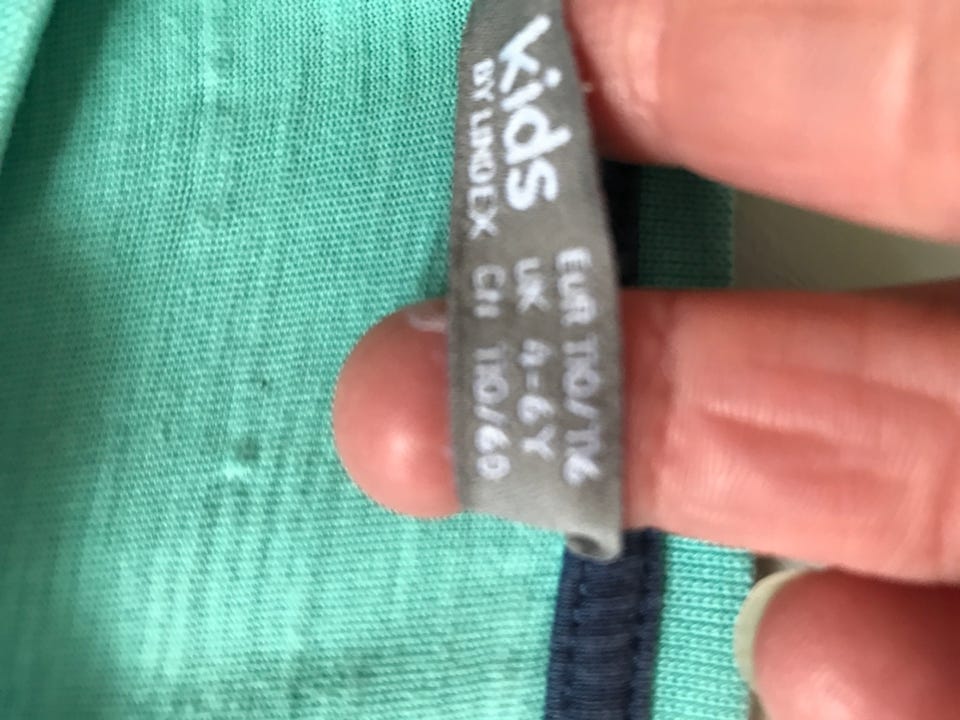 kids
BY LINDEX
EUR 110/116
UK 4-6Y
CN 110/60